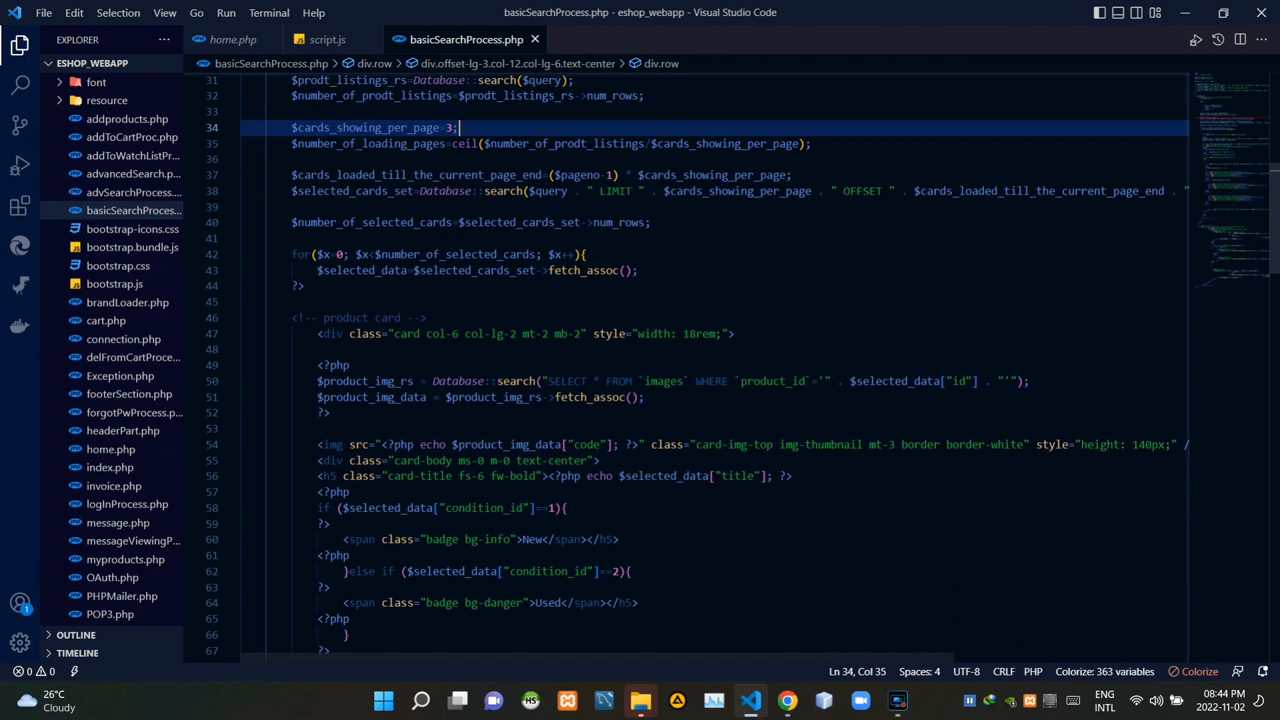 File Edit Selection View Go Run Terminal Help
basicSearchProcess.php - eshop_webapp - Visual Studio Code
EXPLORER
home.php
script.js
basicSearchProcess.php
ESHOP_WEBAPP
basicSearchProcess.php > div.row > div.offset-lg-3.col-12.col-lg-6.text-center > div.row
font
resource
addproducts.php
addToCartProc.php
addToWatchListPr...
advancedSearch.p...
advSearchProcess....
basicSearchProces...
bootstrap-icons.css
bootstrap.bundle.js
bootstrap.css
bootstrap.js
brandLoader.php
cart.php
connection.php
delFromCartProce...
Exception.php
footerSection.php
forgotPwProcess.p...
headerPart.php
home.php
index.php
invoice.php
logInProcess.php
message.php
messageViewingP...
myproducts.php
OAuth.php
PHPMailer.php
POP3.php
OUTLINE
TIMELINE
31 $prodt_listings_rs=Database::search($query);
32 $number_of_prodt_listings=$prodt_listings_rs->num_rows;
33
34 $cards_showing_per_page=3;
35
36
37 $cards_loaded_till_the_current_page_end=($pageno-1) * $cards_showing_per_page;
38 $selected_cards_set=Database::search($query . " LIMIT " . $cards_showing_per_page . " OFFSET " . $cards_loaded_till_the_current_page_end . "
39
40 $number_of_selected_cards=$selected_cards_set->num_rows;
41
42 for($x=0; $x<$number_of_selected_cards; $x++){
43 $selected_data=$selected_cards_set->fetch_assoc();
44 ?>
45
46 <!-- product card -->
47 <div class="card col-6 col-lg-2 mt-2 mb-2" style="width: 18rem;">
48
49 <?php
50 $product_img_rs = Database::search("SELECT * FROM `images` WHERE `product_id`='" . $selected_data["id"] . "'");
51 $product_img_data = $product_img_rs->fetch_assoc();
52 ?>
53
54 <img src="<?php echo $product_img_data["code"]; ?>" class="card-img-top img-thumbnail mt-3 border border-white" style="height: 140px;" /
55 <div class="card-body ms-0 m-0 text-center">
56 <h5 class="card-title fs-6 fw-bold"><?php echo $selected_data["title"]; ?>
57 <?php
58 if ($selected_data["condition_id"]==1){
59 ?>
60 <span class="badge bg-info">New</span></h5>
61 <?php
62 }else if ($selected_data["condition_id"]==2){
63 ?>
64 <span class="badge bg-danger">Used</span></h5>
65 <?php
66 }
67 ?>
0 0
Ln 34, Col 35 Spaces: 4 UTF-8 CRLF PHP Colorize: 363 variables Colorize
1
26°C
Cloudy
HS
ENG
INTL
08:44 PM
2022-11-02